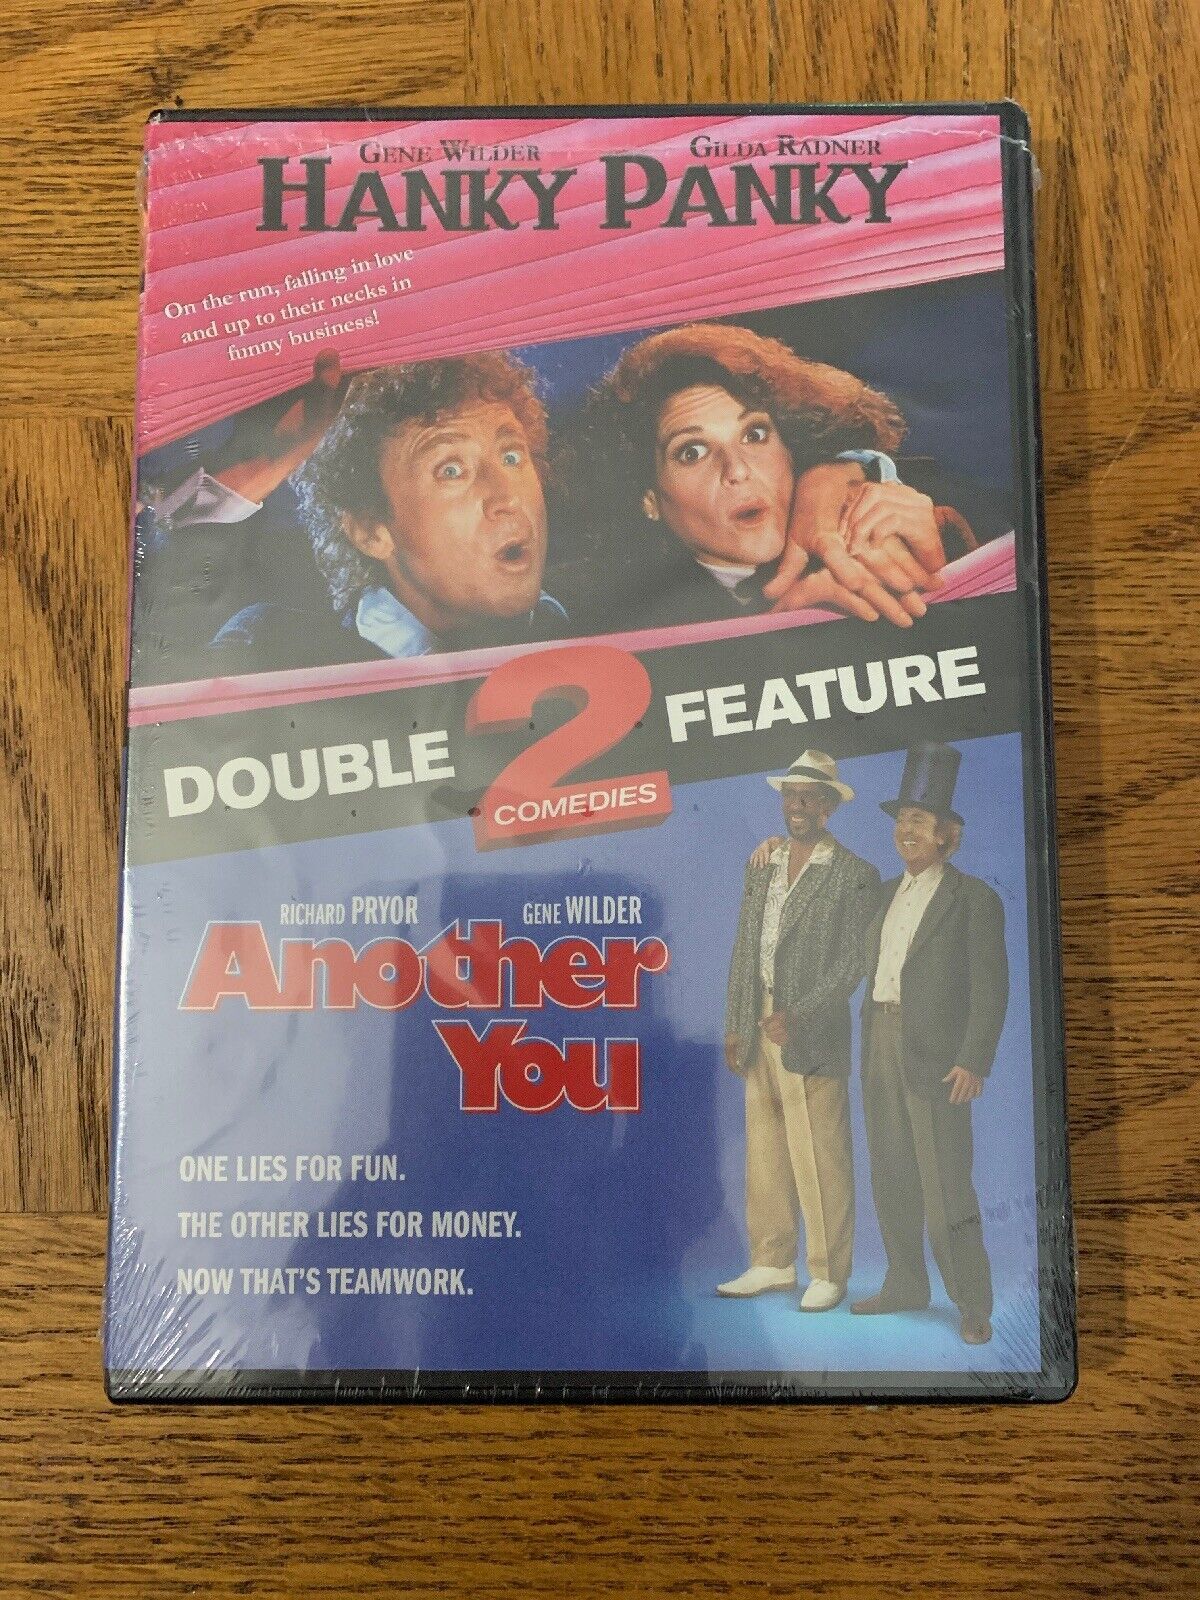 GENE WILDER
GILDA RADNER
HANKY PANKY
On the run, falling in love
and up to their necks in
funny business!
DOUBLE 2 FEATURE
COMEDIES
RICHARD PRYOR
GENE WILDER
Another
You
ONE LIES FOR FUN.
THE OTHER LIES FOR MONEY.
NOW THAT'S TEAMWORK.